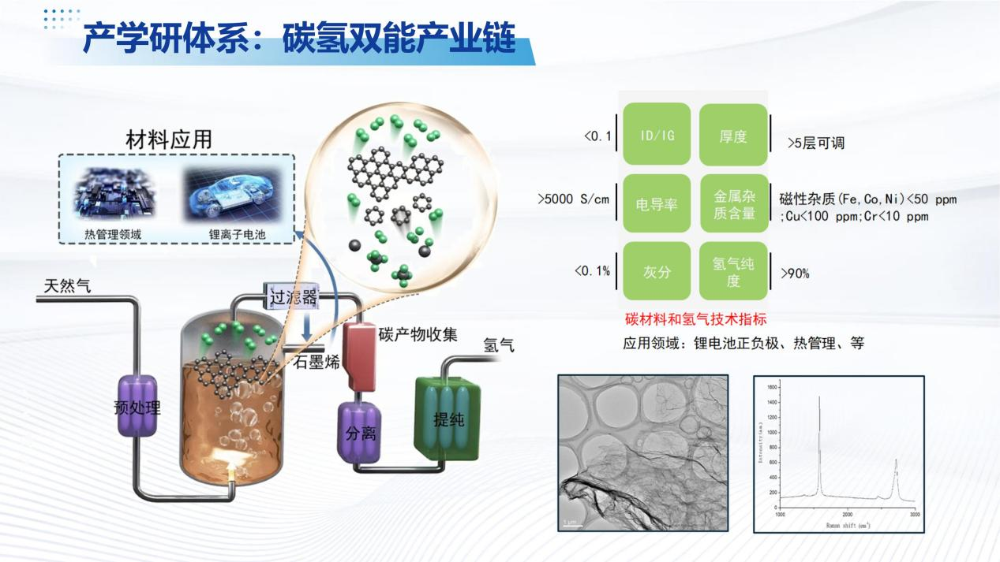 产学研体系：碳氢双能产业链
材料应用
热管理领域
锂离子电池
天然气
过滤器
石墨烯
碳产物收集
氢气
预处理
分离
提纯
<0.1
ID/IG
厚度
>5层可调
>5000 S/cm
电导率
金属杂
质含量
磁性杂质(Fe,Co,Ni)<50 ppm
;Cu<100 ppm;Cr<10 ppm
<0.1%
灰分
氢气纯
度
>90%
碳材料和氢气技术指标
应用领域：锂电池正负极、热管理、等
1 μm
Intensity(a.u.)
1600
1400
1200
1000
800
600
400
200
0
1000
2000
3000
Raman shift (cm⁻¹)